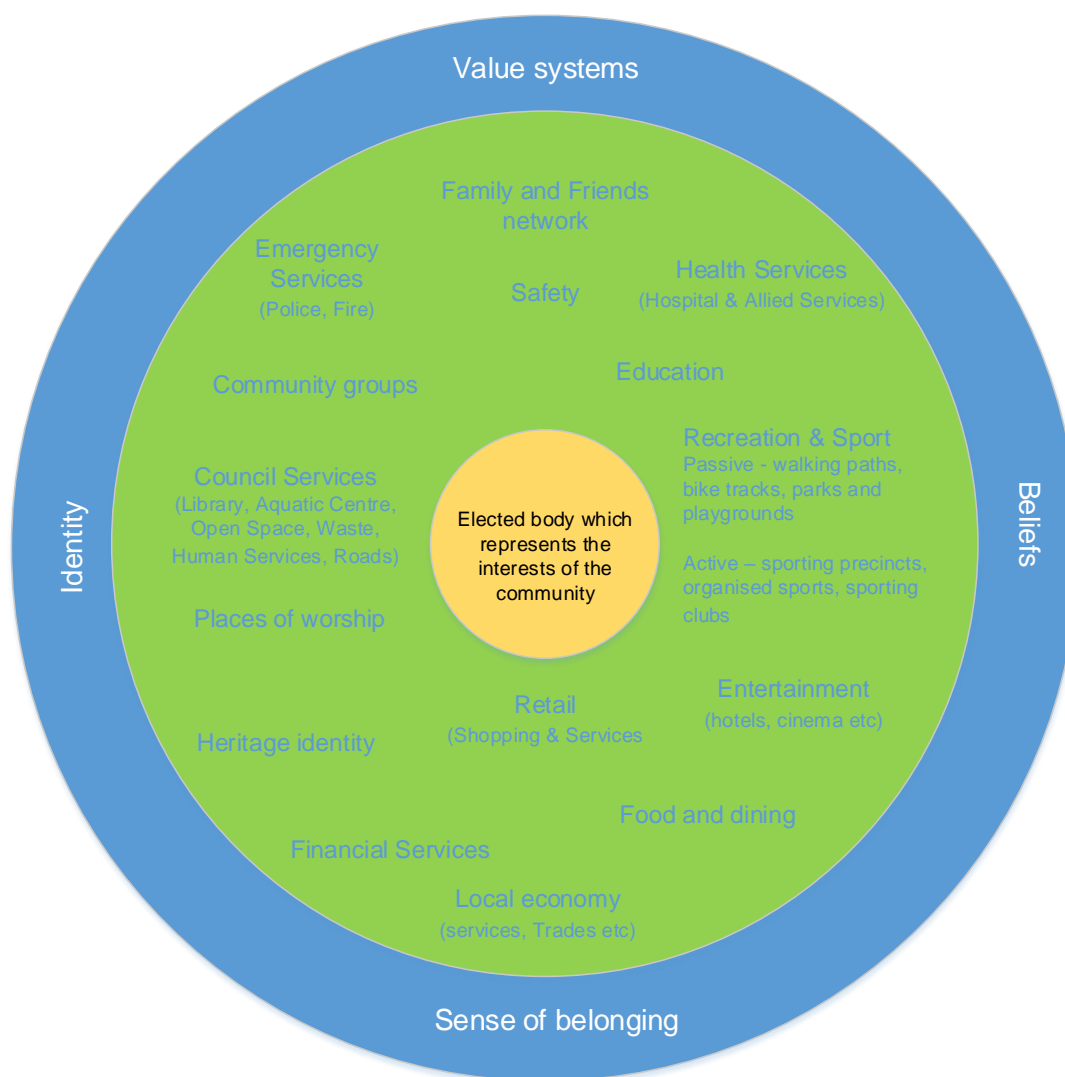 Value systems
Family and Friends
network
Emergency
Services
(Police, Fire)
Safety
Health Services
(Hospital & Allied Services)
Community groups
Education
Council Services
(Library, Aquatic Centre,
Open Space, Waste,
Human Services, Roads)
Recreation & Sport
Passive - walking paths,
bike tracks, parks and
playgrounds
Active – sporting precincts,
organised sports, sporting
clubs
Identity
Elected body which
represents the
interests of the
community
Beliefs
Places of worship
Retail
(Shopping & Services
Entertainment
(hotels, cinema etc)
Heritage identity
Food and dining
Financial Services
Local economy
(services, Trades etc)
Sense of belonging